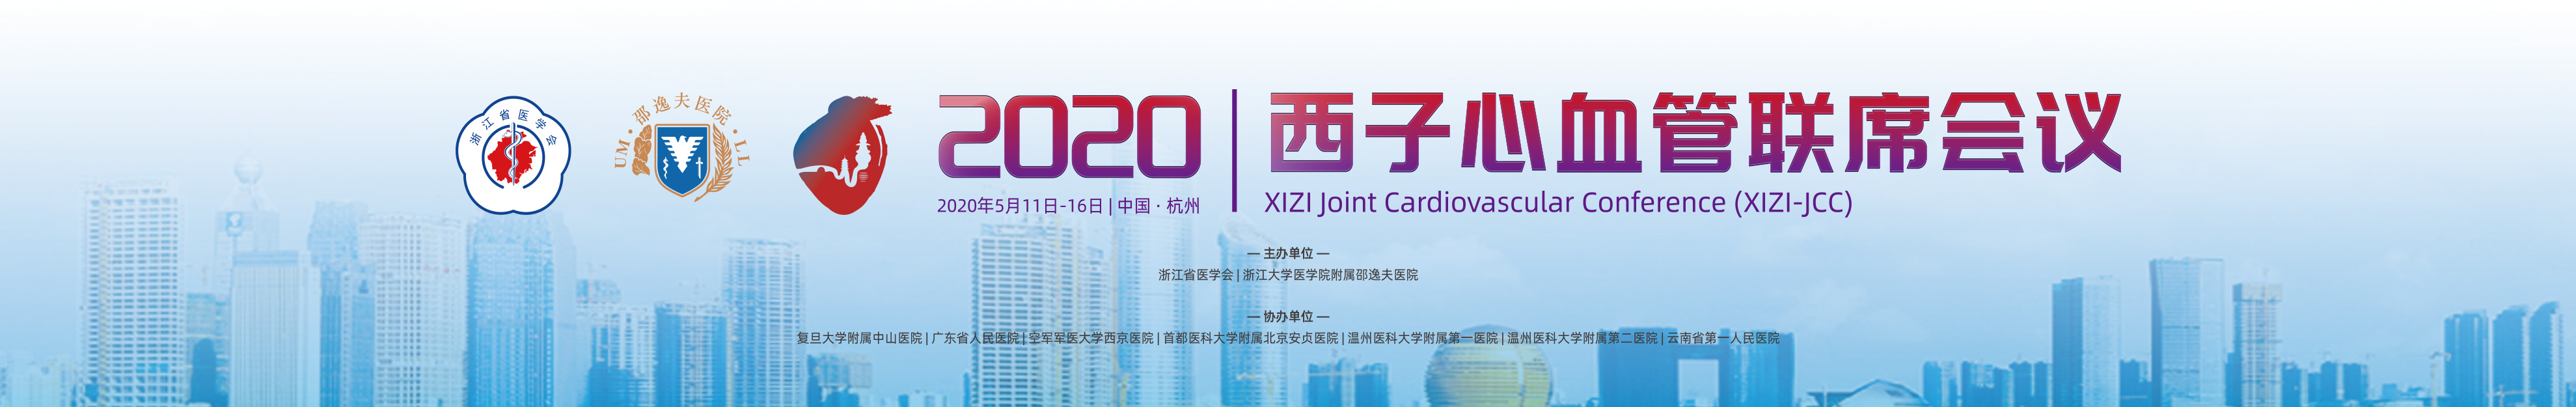 浙江省医学会
邵逸夫医院
UM
LL
2020
2020年5月11日-16日 | 中国 · 杭州
西子心血管联席会议
XIZI Joint Cardiovascular Conference (XIZI-JCC)
— 主办单位 —
浙江省医学会 | 浙江大学医学院附属邵逸夫医院
— 协办单位 —
复旦大学附属中山医院 | 广东省人民医院 | 空军军医大学西京医院 | 首都医科大学附属北京安贞医院 | 温州医科大学附属第一医院 | 温州医科大学附属第二医院 | 云南省第一人民医院